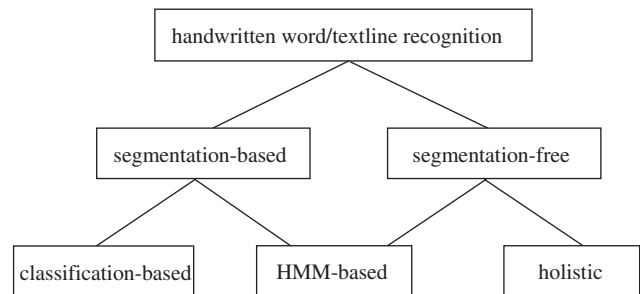 handwritten word/textline recognition
segmentation-based
segmentation-free
classification-based
HMM-based
holistic